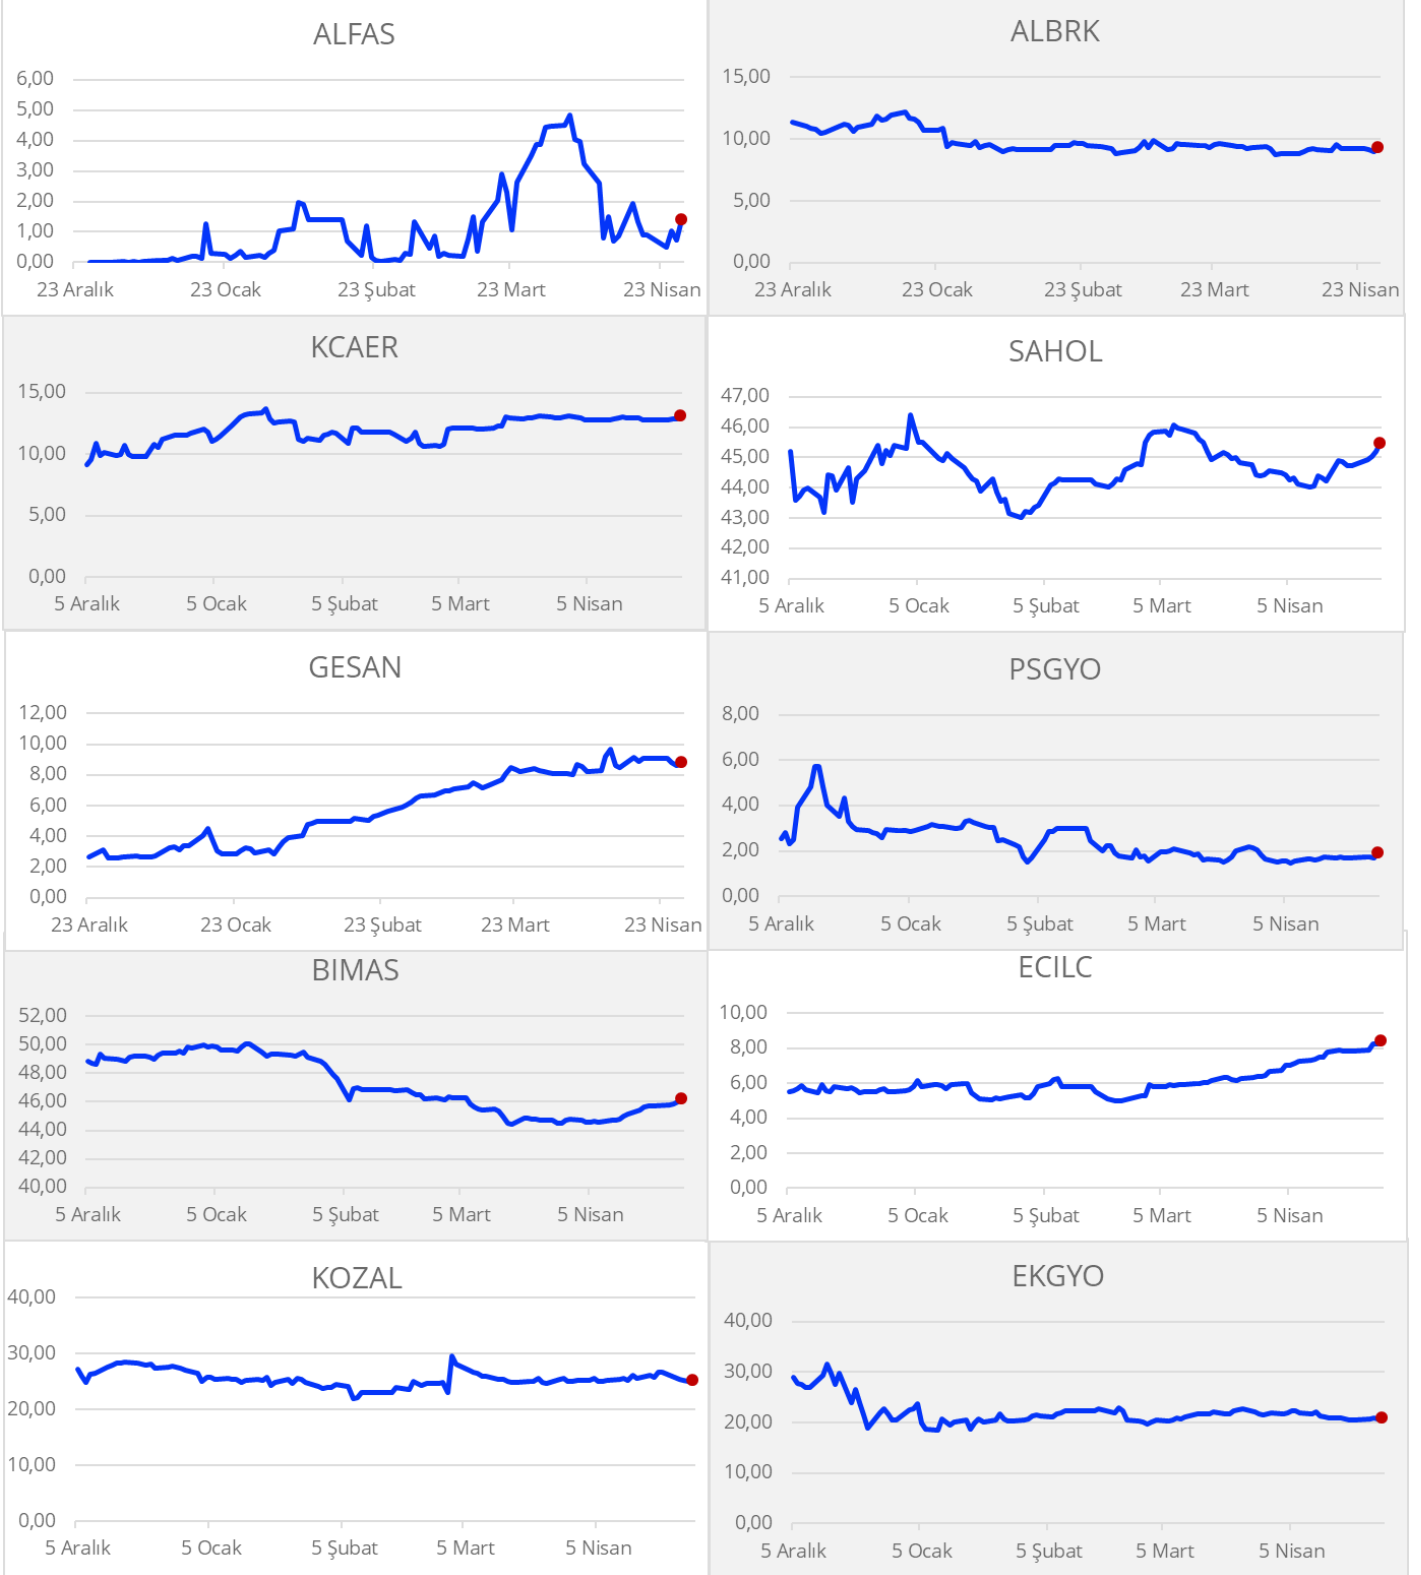 ALFAS
6,00
5,00
4,00
3,00
2,00
1,00
0,00
23 Aralık 23 Ocak 23 Şubat 23 Mart 23 Nisan
ALBRK
15,00
10,00
5,00
0,00
23 Aralık 23 Ocak 23 Şubat 23 Mart 23 Nisan
KCAER
15,00
10,00
5,00
0,00
5 Aralık 5 Ocak 5 Şubat 5 Mart 5 Nisan
SAHOL
47,00
46,00
45,00
44,00
43,00
42,00
41,00
5 Aralık 5 Ocak 5 Şubat 5 Mart 5 Nisan
GESAN
12,00
10,00
8,00
6,00
4,00
2,00
0,00
23 Aralık 23 Ocak 23 Şubat 23 Mart 23 Nisan
PSGYO
8,00
6,00
4,00
2,00
0,00
5 Aralık 5 Ocak 5 Şubat 5 Mart 5 Nisan
BIMAS
52,00
50,00
48,00
46,00
44,00
42,00
40,00
5 Aralık 5 Ocak 5 Şubat 5 Mart 5 Nisan
ECILC
10,00
8,00
6,00
4,00
2,00
0,00
5 Aralık 5 Ocak 5 Şubat 5 Mart 5 Nisan
KOZAL
40,00
30,00
20,00
10,00
0,00
5 Aralık 5 Ocak 5 Şubat 5 Mart 5 Nisan
EKGYO
40,00
30,00
20,00
10,00
0,00
5 Aralık 5 Ocak 5 Şubat 5 Mart 5 Nisan